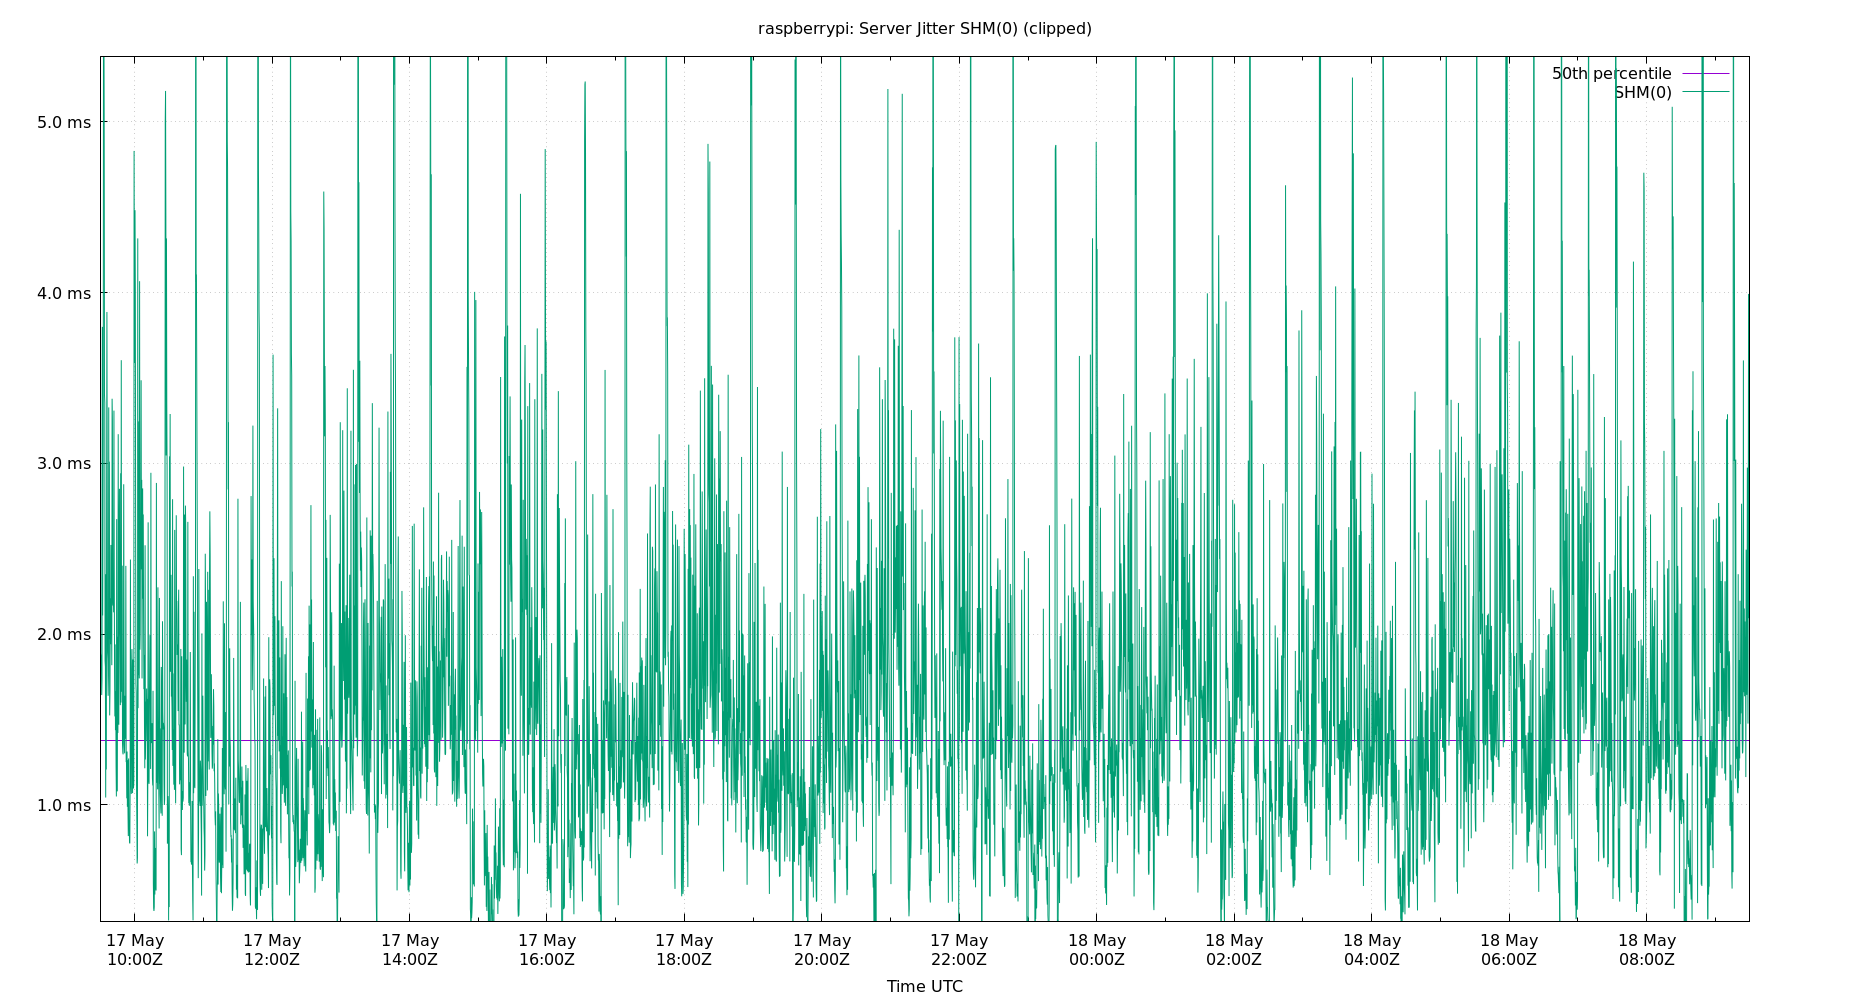 raspberrypi: Server Jitter SHM(0) (clipped)
50th percentile
SHM(0)
5.0 ms
4.0 ms
3.0 ms
2.0 ms
1.0 ms
17 May 17 May 17 May 17 May 17 May 17 May 17 May 18 May 18 May 18 May 18 May 18 May
10:00Z 12:00Z 14:00Z 16:00Z 18:00Z 20:00Z 22:00Z 00:00Z 02:00Z 04:00Z 06:00Z 08:00Z
Time UTC